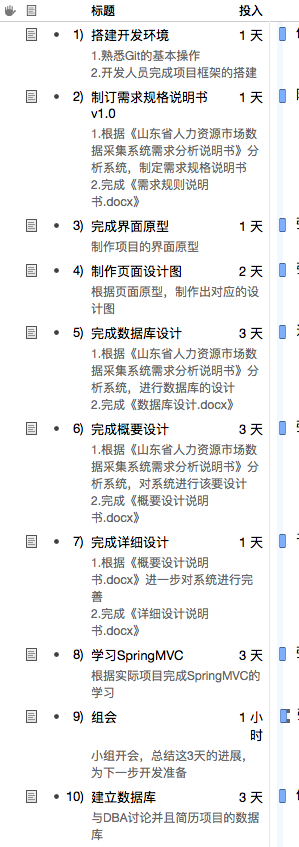 标题 投入
1) 搭建开发环境 1 天
1.熟悉Git的基本操作
2.开发人员完成项目框架的搭建
2) 制订需求规格说明书 1 天
v1.0
1.根据《山东省人力资源市场数
据采集系统需求分析说明书》分
析系统，制定需求规格说明书
2.完成《需求规则说明
书.docx》
3) 完成界面原型 1 天
制作项目的界面原型
4) 制作页面设计图 2 天
根据页面原型，制作出对应的设
计图
5) 完成数据库设计 3 天
1.根据《山东省人力资源市场数
据采集系统需求分析说明书》分
析系统，进行数据库的设计
2.完成《数据库设计.docx》
6) 完成概要设计 3 天
1.根据《山东省人力资源市场数
据采集系统需求分析说明书》分
析系统，对系统进行该要设计
2.完成《概要设计说明
书.docx》
7) 完成详细设计 1 天
1.根据《概要设计说明
书.docx》进一步对系统进行完
善
2.完成《详细设计说明
书.docx》
8) 学习SpringMVC 3 天
根据实际项目完成SpringMVC的
学习
9) 组会 1 小
时
小组开会，总结这3天的进展，
为下一步开发准备
10) 建立数据库 3 天
与DBA讨论并且简历项目的数据
库